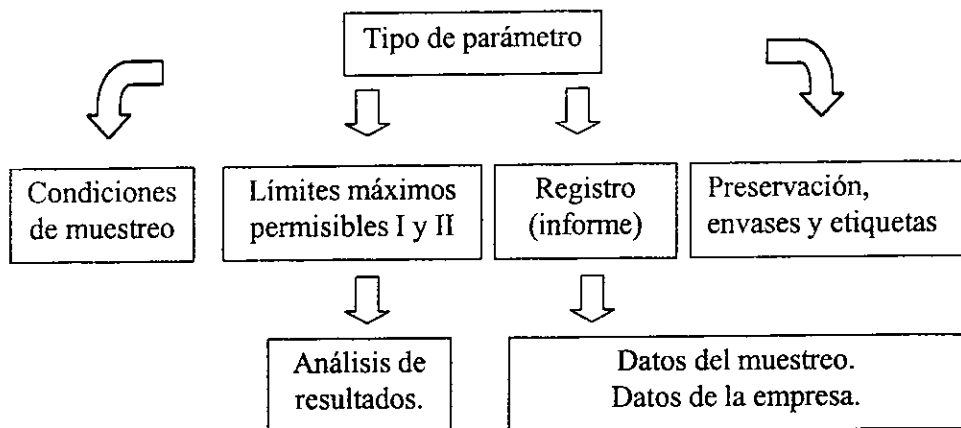 Tipo de parámetro
Condiciones
de muestreo
Límites máximos
permisibles I y II
Registro
(informe)
Preservación,
envases y etiquetas
Análisis de
resultados.
Datos del muestreo.
Datos de la empresa.